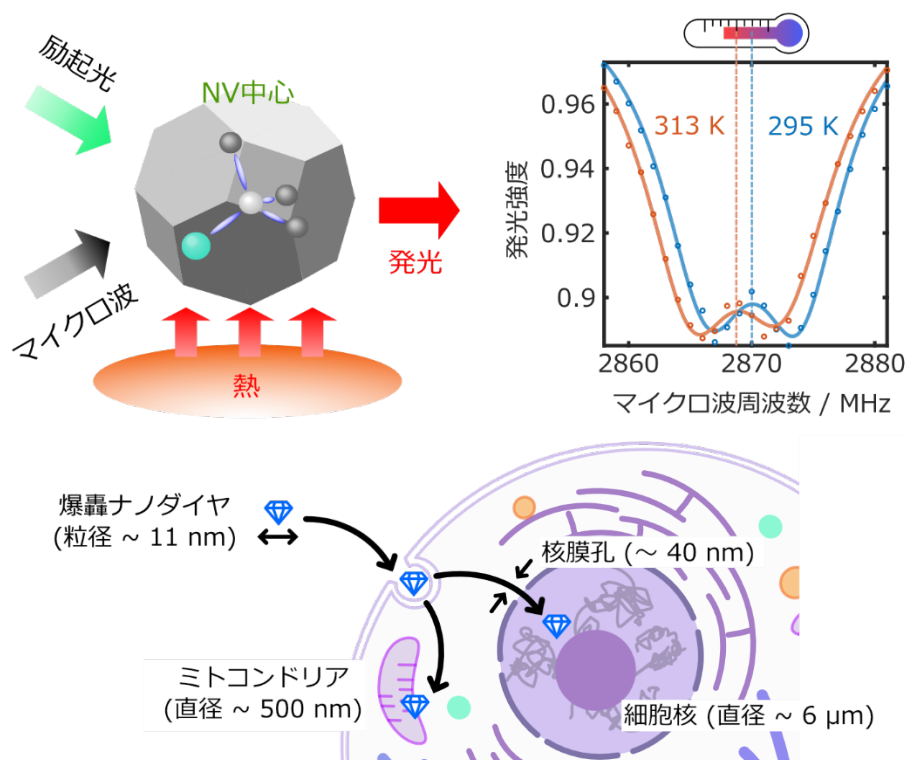 励起光
NV中心
マイクロ波
発光
熱
313 K
295 K
発光強度
0.96
0.94
0.92
0.9
2860
2870
2880
マイクロ波周波数 / MHz
爆轟ナノダイヤ
(粒径 ~ 11 nm)
核膜孔 (~ 40 nm)
ミトコンドリア
(直径 ~ 500 nm)
細胞核 (直径 ~ 6 µm)